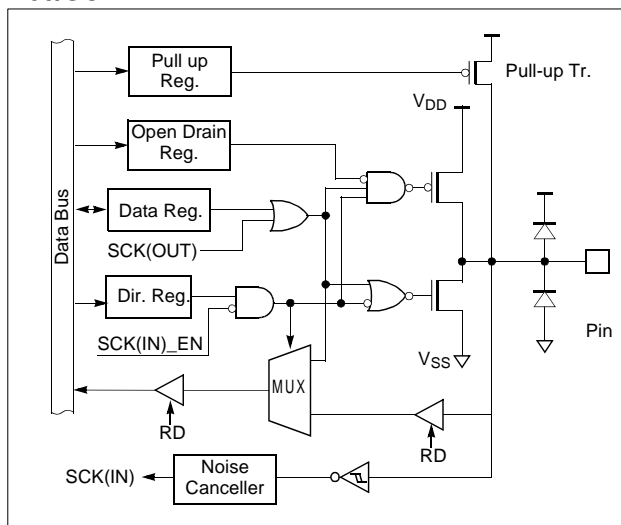 Pull up
Reg.
Pull-up Tr.
VDD
Open Drain
Reg.
Data Bus
Data Reg.
SCK(OUT)
Dir. Reg.
SCK(IN)_EN
VSS
Pin
MUX
RD
RD
SCK(IN)
Noise
Canceller